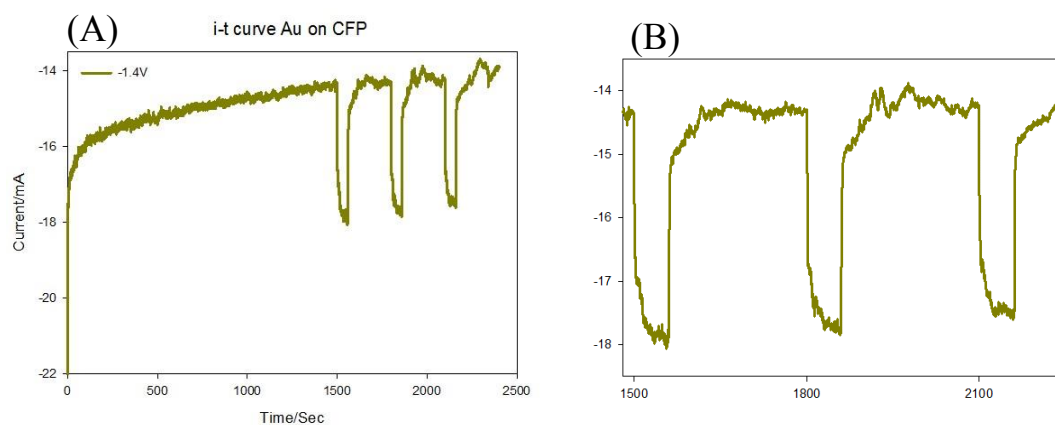 (A)
i-t curve Au on CFP
-1.4V
Current/mA
-14
-16
-18
-20
-22
0 500 1000 1500 2000 2500
Time/Sec
(B)
-14
-15
-16
-17
-18
1500 1800 2100